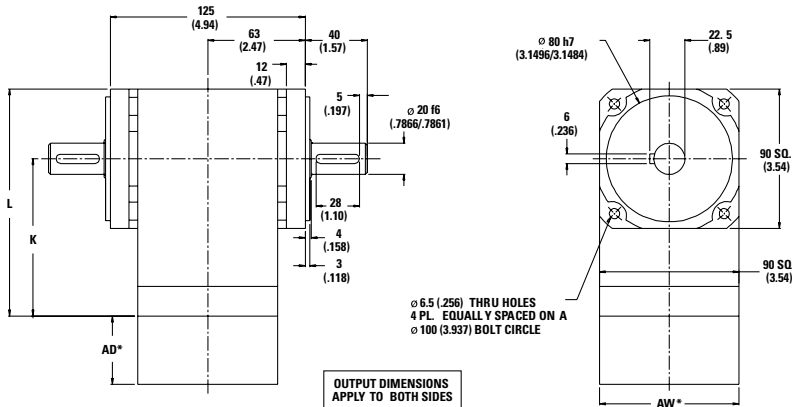 125
(4.94)
63
(2.47)
40
(1.57)
12
(.47)
5
(.197)
Ø 20 f6
(.7866/.7861)
L
K
28
(1.10)
4
(.158)
3
(.118)
AD*
OUTPUT DIMENSIONS
APPLY TO BOTH SIDES
Ø 80 h7
(3.1496/3.1484)
22. 5
(.89)
6
(.236)
90 SQ.
(3.54)
90 SQ
(3.54)
Ø 6.5 (.256) THRU HOLES
4 PL. EQUALLY SPACED ON A
Ø 100 (3.937) BOLT CIRCLE
AW*